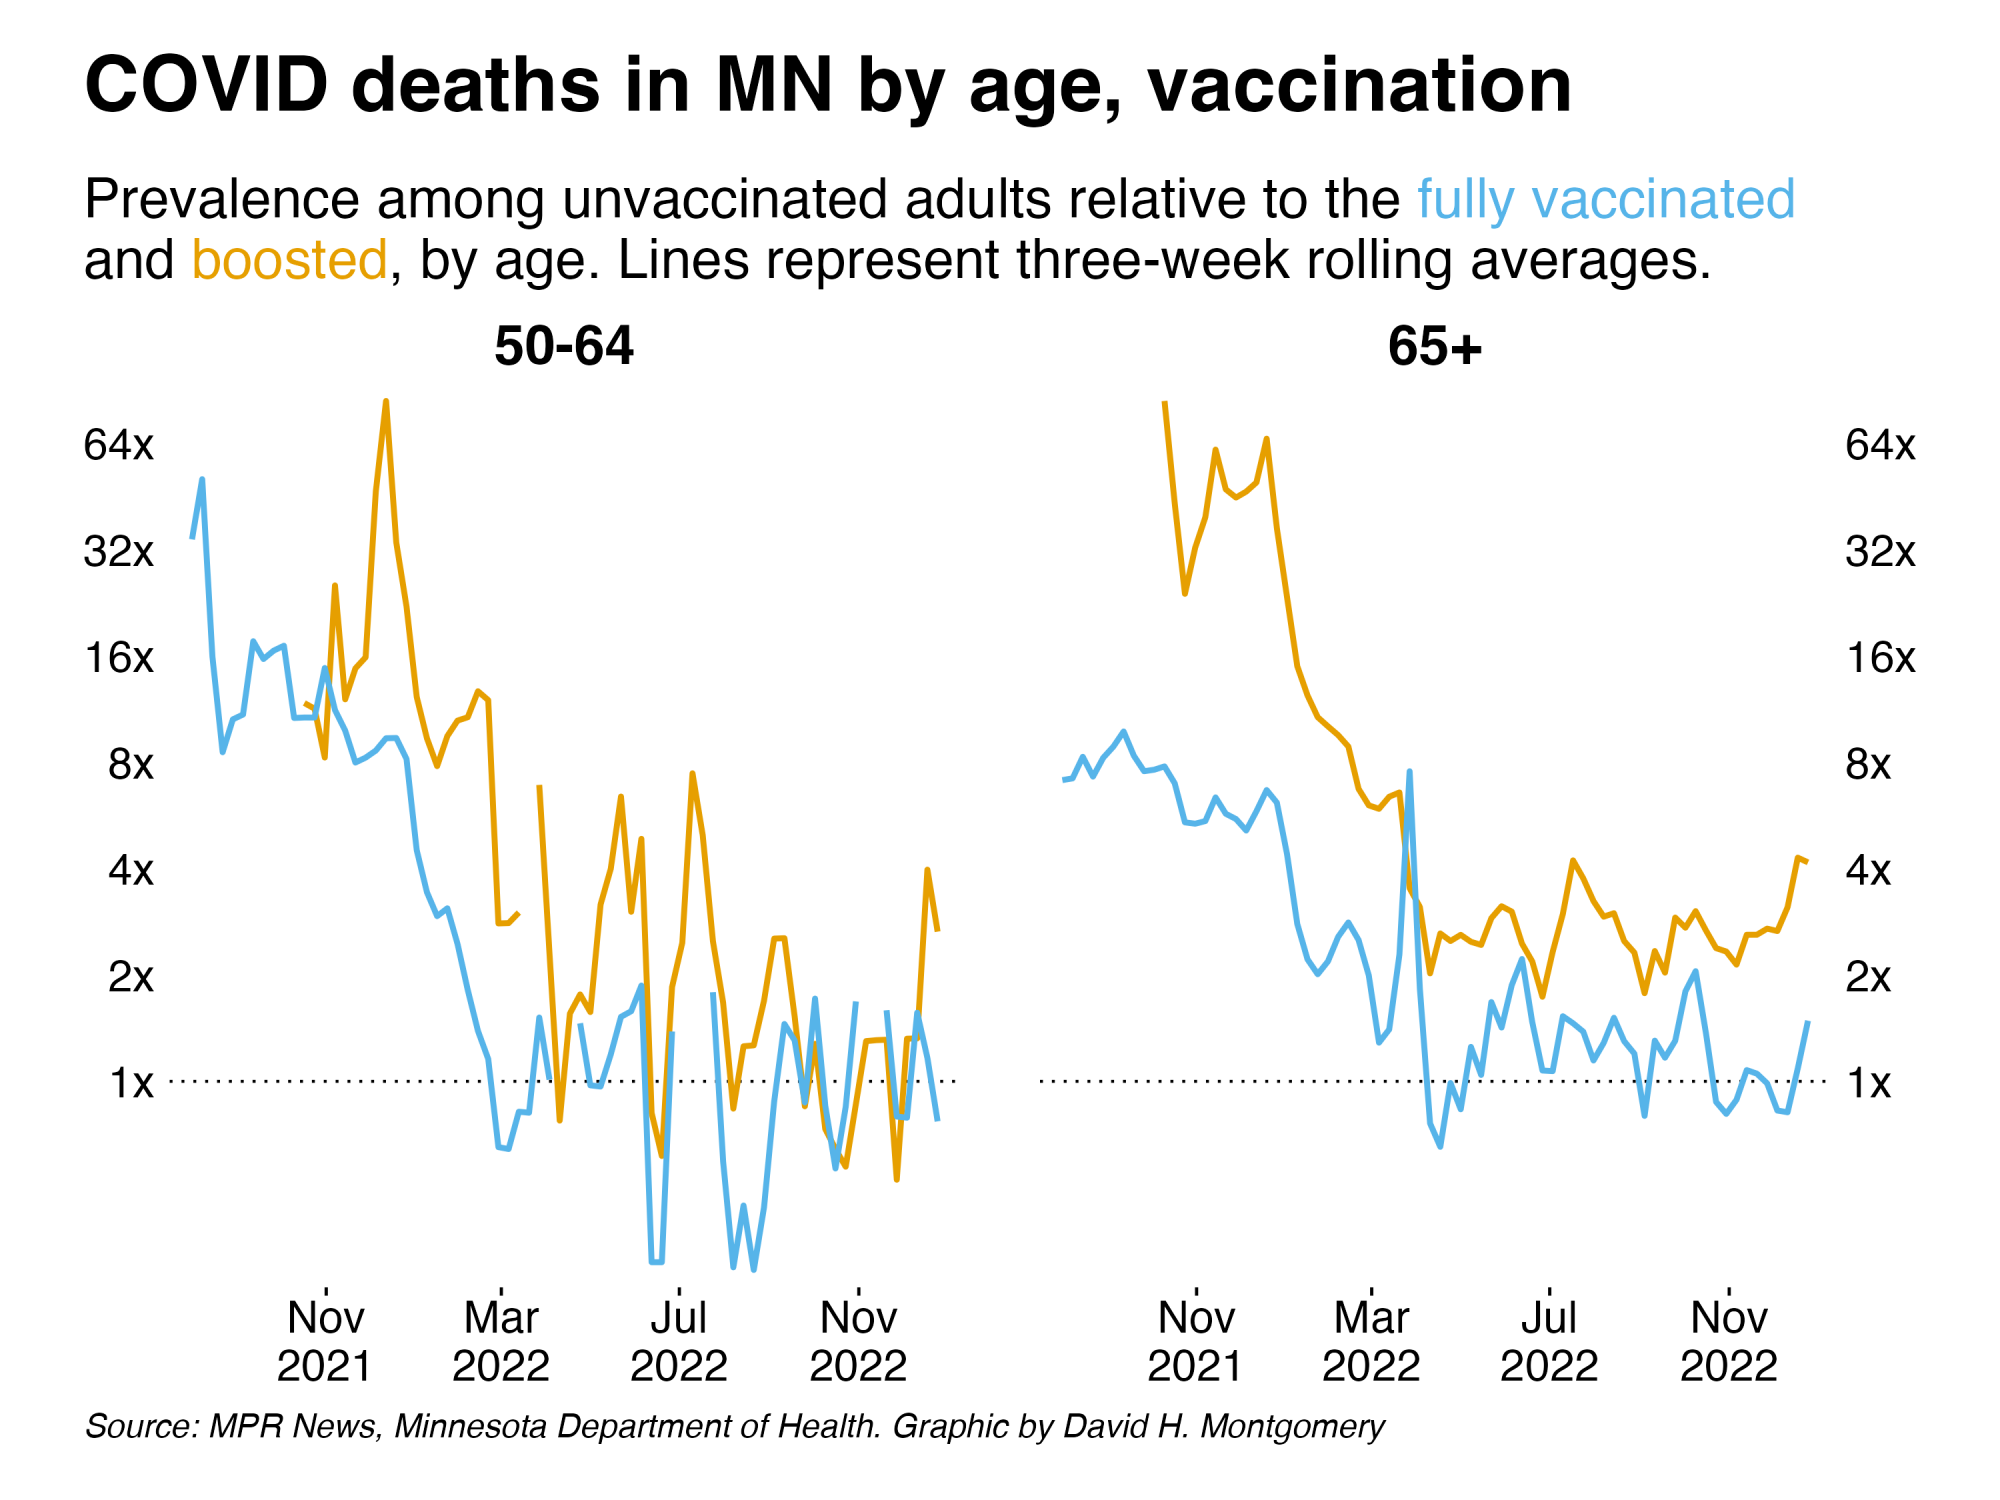 COVID deaths in MN by age, vaccination
Prevalence among unvaccinated adults relative to the fully vaccinated
and boosted, by age. Lines represent three-week rolling averages.
50-64
65+
64x
32x
16x
8x
4x
2x
1x
64x
32x
16x
8x
4x
2x
1x
Nov
2021
Mar
2022
Jul
2022
Nov
2022
Nov
2021
Mar
2022
Jul
2022
Nov
2022
Source: MPR News, Minnesota Department of Health. Graphic by David H. Montgomery